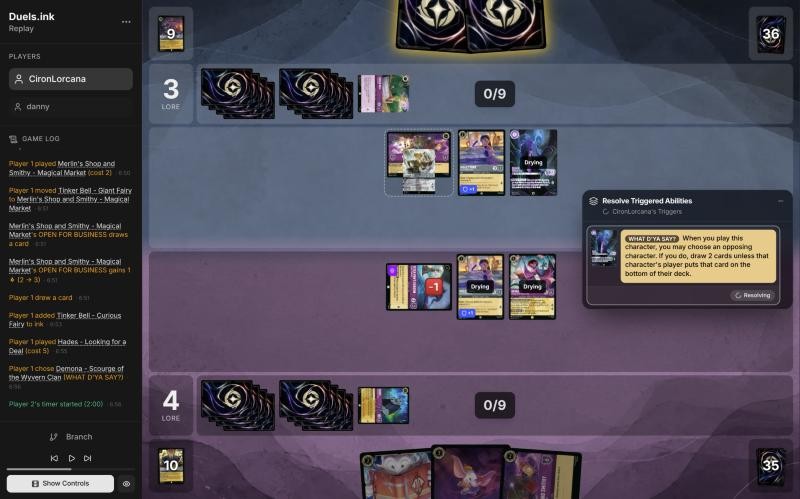 Duels.ink
Replay
PLAYERS
CironLorcana
danny
GAME LOG
Player 1 played Merlin's Shop and
Smithy - Magical Market (cost 2) · 6:50
Player 1 moved Tinker Bell - Giant Fairy
to Merlin's Shop and Smithy - Magical
Market · 6:51
Merlin's Shop and Smithy - Magical
Market's OPEN FOR BUSINESS draws
a card · 6:51
Merlin's Shop and Smithy - Magical
Market's OPEN FOR BUSINESS gains 1
(2 → 3) · 6:51
Player 1 drew a card · 6:51
Player 1 added Tinker Bell - Curious
Fairy to ink · 6:53
Player 1 played Hades - Looking for a
Deal (cost 5) · 6:55
Player 1 chose Demona - Scourge of
the Wyvern Clan (WHAT D'YA SAY?) ·
6:56
Player 2's timer started (2:00) · 6:56
Branch
Show Controls
9
36
3
LORE
0/9
+1
Drying
Resolve Triggered Abilities
CironLorcana's Triggers
WHAT D'YA SAY? When you play this
character, you may choose an opposing
character. If you do, draw 2 cards unless that
character's player puts that card on the
bottom of their deck.
Resolving
-1
Drying
+1
Drying
4
LORE
0/9
10
35